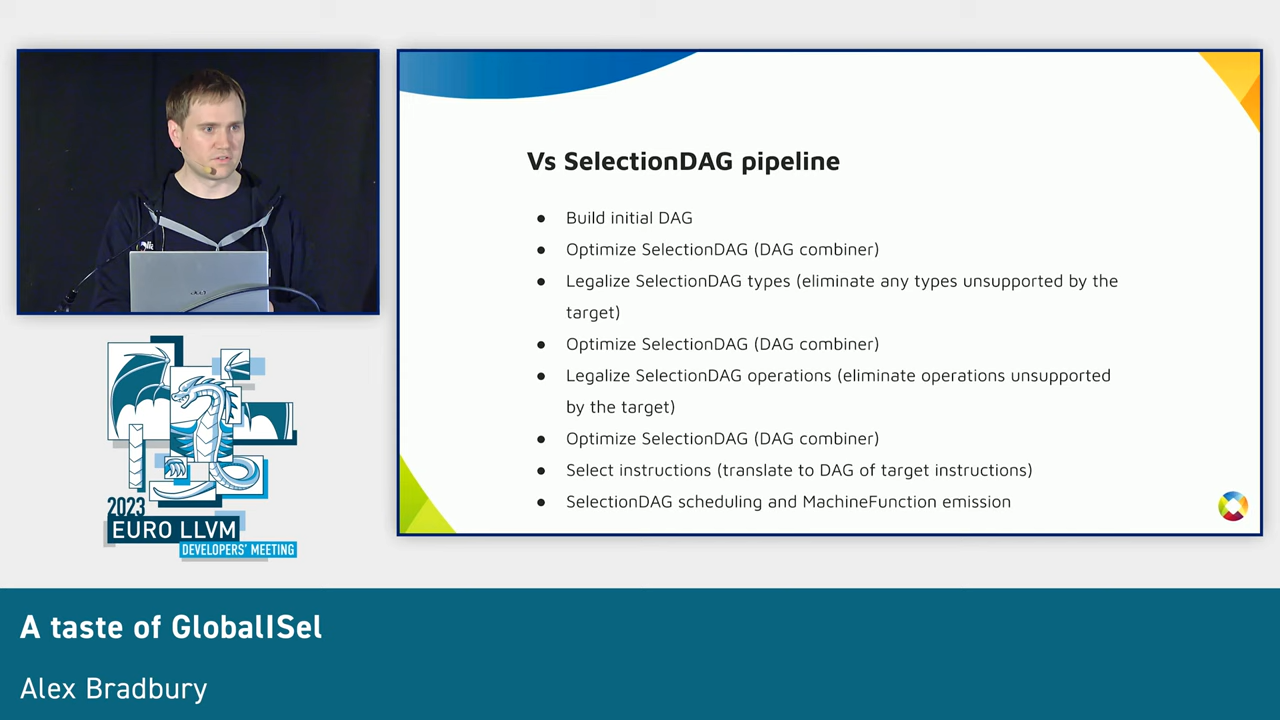 Vs SelectionDAG pipeline
● Build initial DAG
● Optimize SelectionDAG (DAG combiner)
● Legalize SelectionDAG types (eliminate any types unsupported by the
target)
● Optimize SelectionDAG (DAG combiner)
● Legalize SelectionDAG operations (eliminate operations unsupported
by the target)
● Optimize SelectionDAG (DAG combiner)
● Select instructions (translate to DAG of target instructions)
● SelectionDAG scheduling and MachineFunction emission
2023
EURO LLVM
DEVELOPERS' MEETING
A taste of GlobalISel
Alex Bradbury